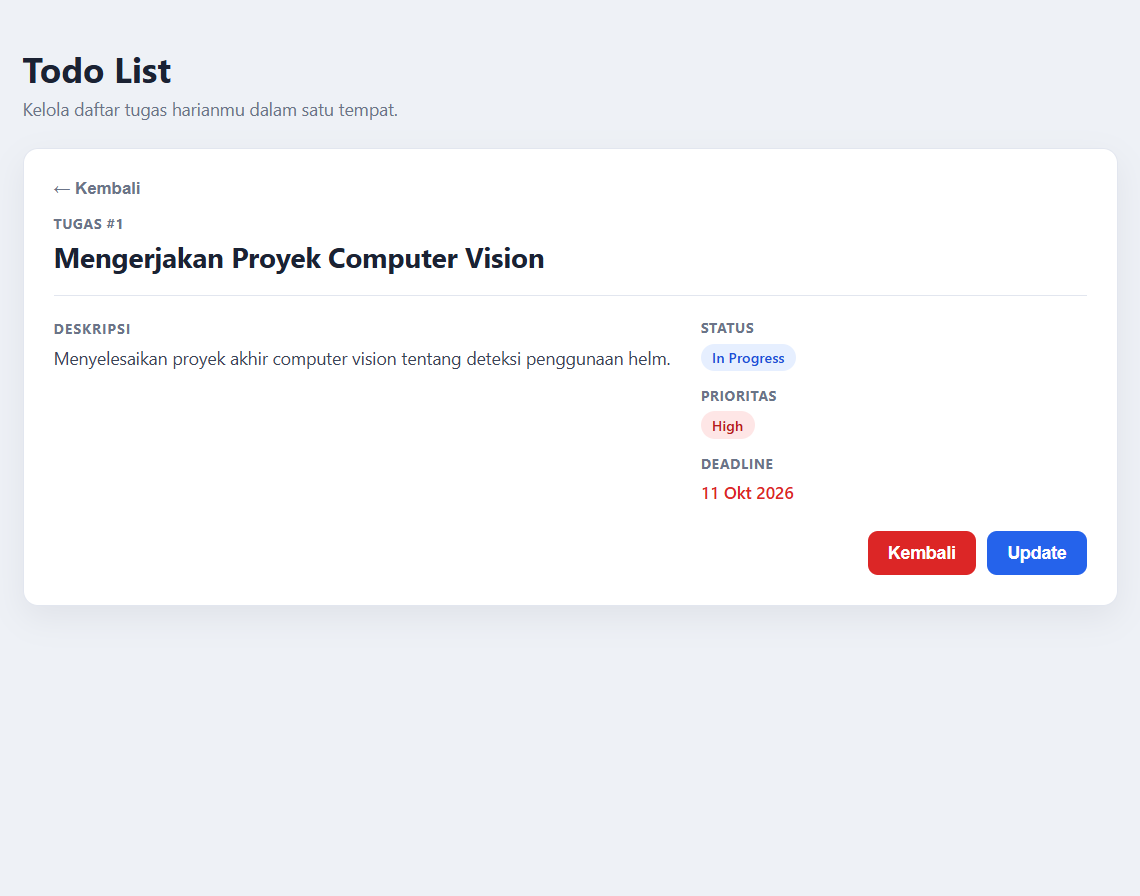 Todo List
Kelola daftar tugas harianmu dalam satu tempat.
← Kembali
TUGAS #1
Mengerjakan Proyek Computer Vision
DESKRIPSI
Menyelesaikan proyek akhir computer vision tentang deteksi penggunaan helm.
STATUS
In Progress
PRIORITAS
High
DEADLINE
11 Okt 2026
Kembali
Update